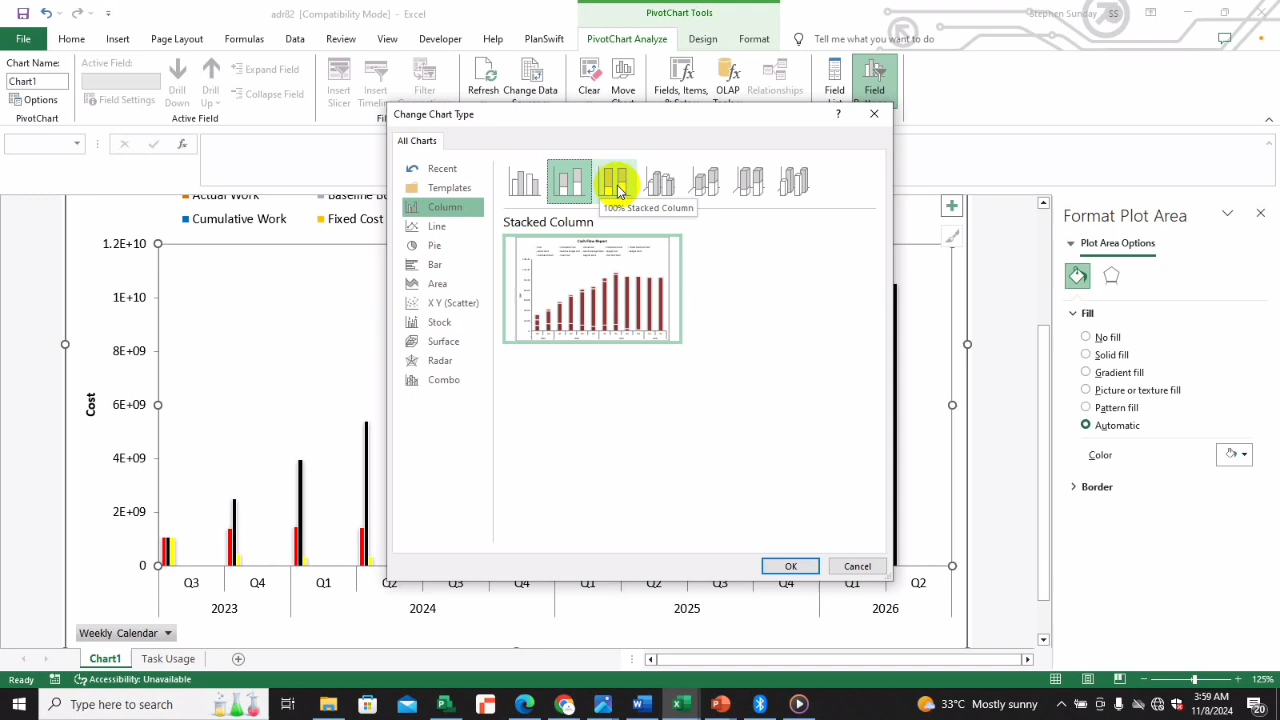 adr82 [Compatibility Mode] - Excel
PivotChart Tools
Stephen Sunday SS
File Home Insert Page Layout Formulas Data Review View Developer Help PlanSwift PivotChart Analyze Design Format Tell me what you want to do
Chart Name:
Chart1
Options
PivotChart
Active Field:
Field Settings
Drill Down
Drill Up
Expand Field
Collapse Field
Active Field
Insert Slicer
Insert
Filter
Refresh
Change Data
Clear
Move
Fields, Items,
OLAP
Relationships
Field
Field
Change Chart Type
?
All Charts
Recent
Templates
Column
Line
Pie
Bar
Area
X Y (Scatter)
Stock
Surface
Radar
Combo
100% Stacked Column
Stacked Column
Cash Flow Report
OK
Cancel
fx
Actual Work
Cumulative Work
Fixed Cost
1.2E+10
1E+10
8E+09
6E+09
4E+09
2E+09
0
Cost
Q3 Q4 Q1 Q2 Q3 Q4 Q1 Q2 Q3 Q4 Q1 Q2
2023 2024 2025 2026
Weekly Calendar
Format Plot Area
Plot Area Options
Fill
No fill
Solid fill
Gradient fill
Picture or texture fill
Pattern fill
Automatic
Color
Border
Chart1 Task Usage
Ready Accessibility: Unavailable
125%
Type here to search
33°C Mostly sunny
3:59 AM
11/8/2024
20